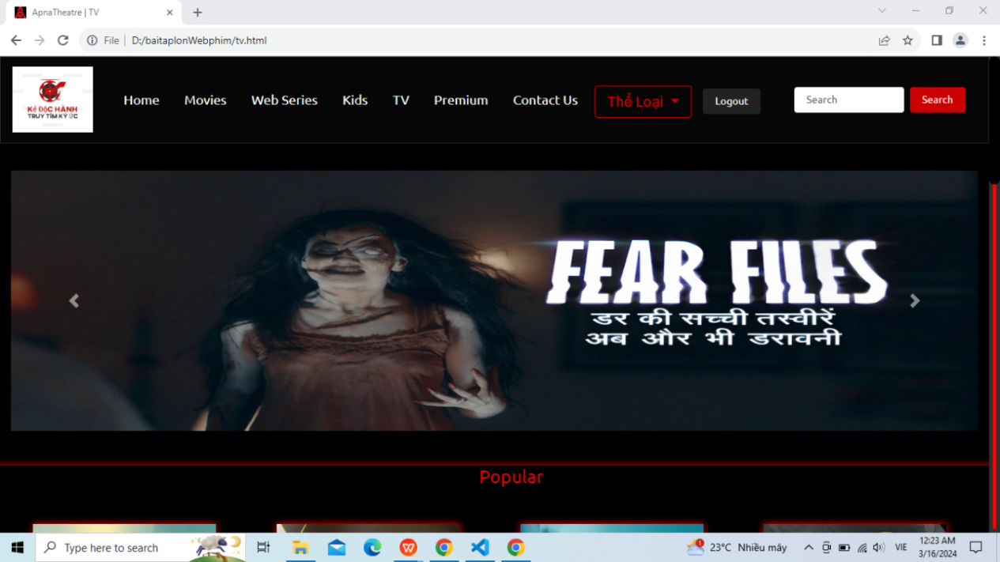 ApnaTheatre | TV
File
D:/baitaplonWebphim/tv.html
KẺ ĐỘC HÀNH
TRUY TÌM KÝ ỨC
Home
Movies
Web Series
Kids
TV
Premium
Contact Us
Thể Loại
Logout
Search
Search
FEAR FILES
डर की सच्ची तस्वीरें
अब और भी डरावनी
Popular
Type here to search
1
23°C Nhiều mây
VIE
12:23 AM
3/16/2024